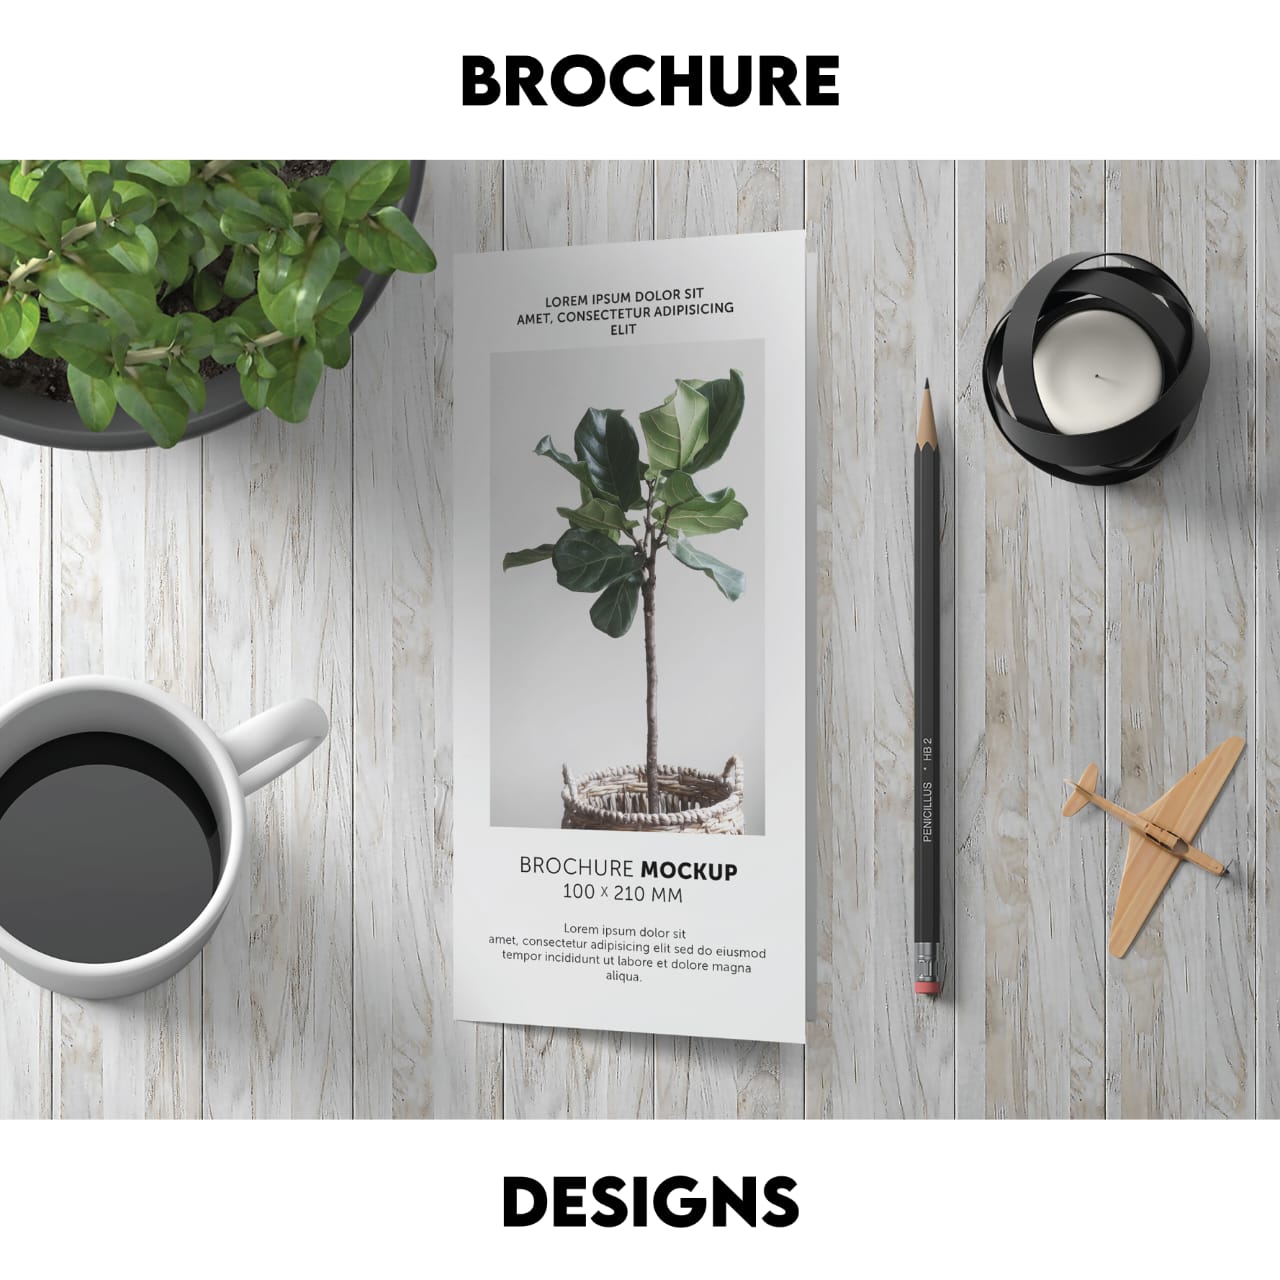 BROCHURE
LOREM IPSUM DOLOR SIT
AMET, CONSECTETUR ADIPISICING
ELIT
BROCHURE MOCKUP
100 X 210 MM
Lorem ipsum dolor sit
amet, consectetur adipisicing elit sed do eiusmod
tempor incididunt ut labore et dolore magna
aliqua.
PENICILLUS • HB 2
DESIGNS